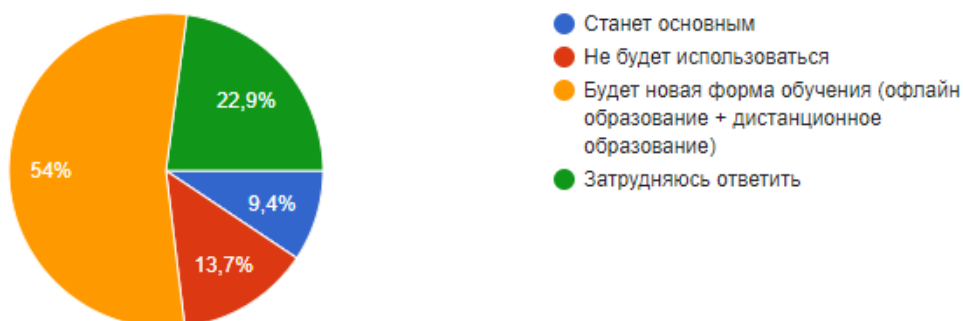 22,9%
54%
9,4%
13,7%
Станет основным
Не будет использоваться
Будет новая форма обучения (офлайн
образование + дистанционное
образование)
Затрудняюсь ответить